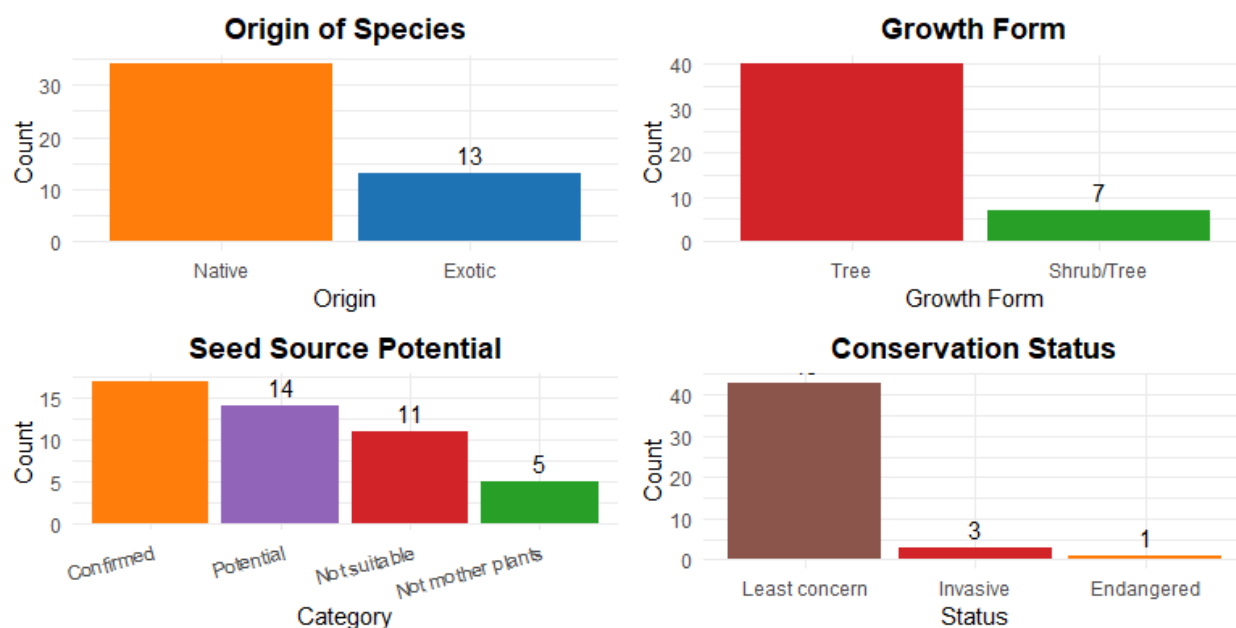 Origin of Species
Count
30
20
10
0
13
Native
Exotic
Origin
Growth Form
Count
40
30
20
10
0
7
Tree
Shrub/Tree
Growth Form
Seed Source Potential
Count
15
10
5
0
14
11
5
Confirmed
Potential
Not suitable
Not mother plants
Category
Conservation Status
Count
40
30
20
10
0
3
1
Least concern
Invasive
Endangered
Status